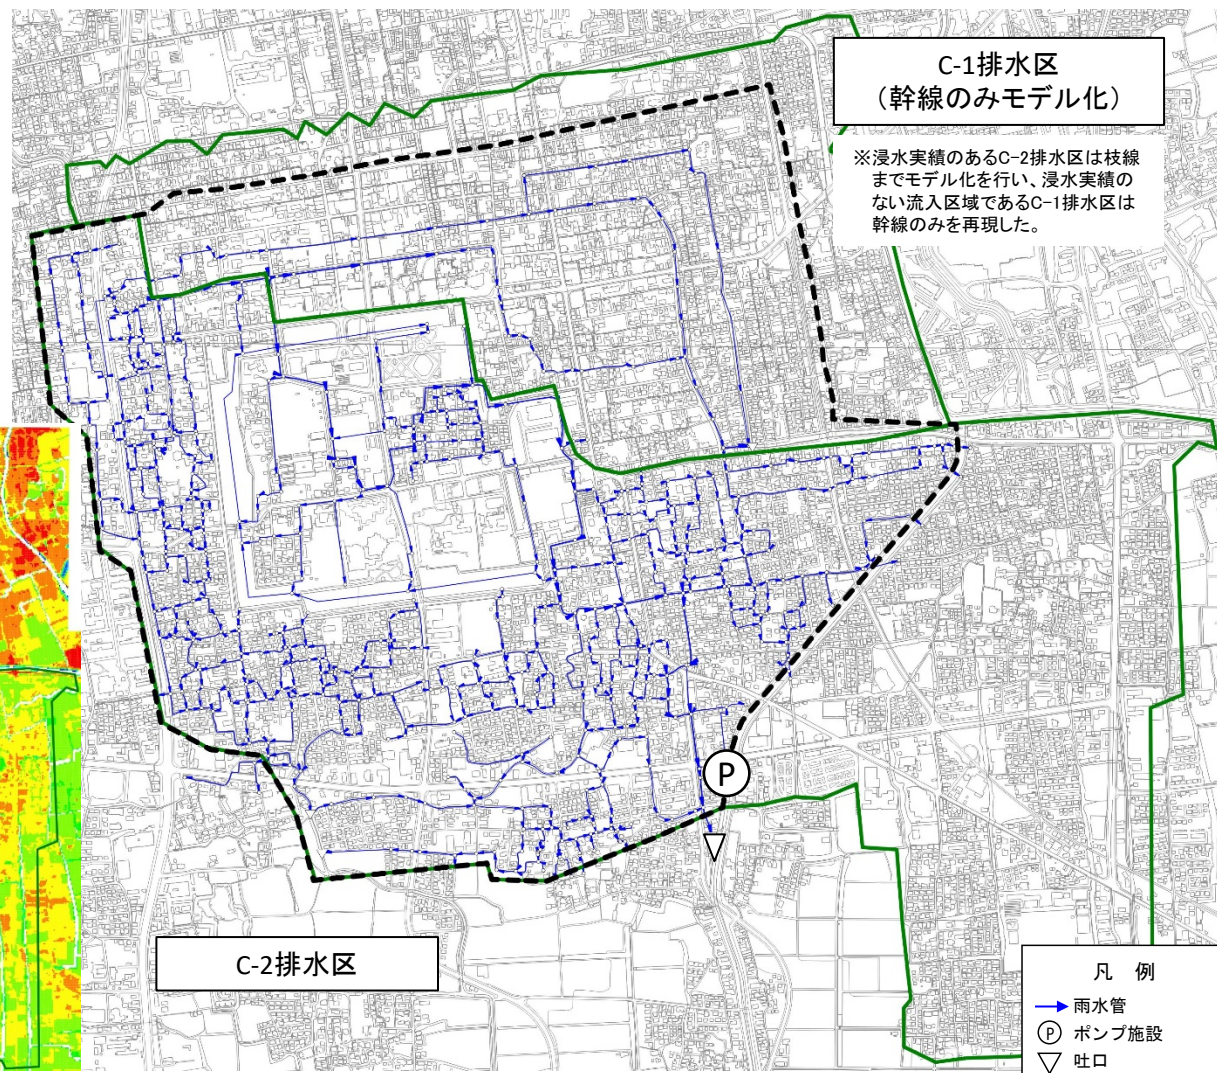 C-1排水区
（幹線のみモデル化）
※浸水実績のあるC-2排水区は枝線
までモデル化を行い、浸水実績の
ない流入区域であるC-1排水区は
幹線のみを再現した。
P
C-2排水区
凡 例
雨水管
P ポンプ施設
吐口